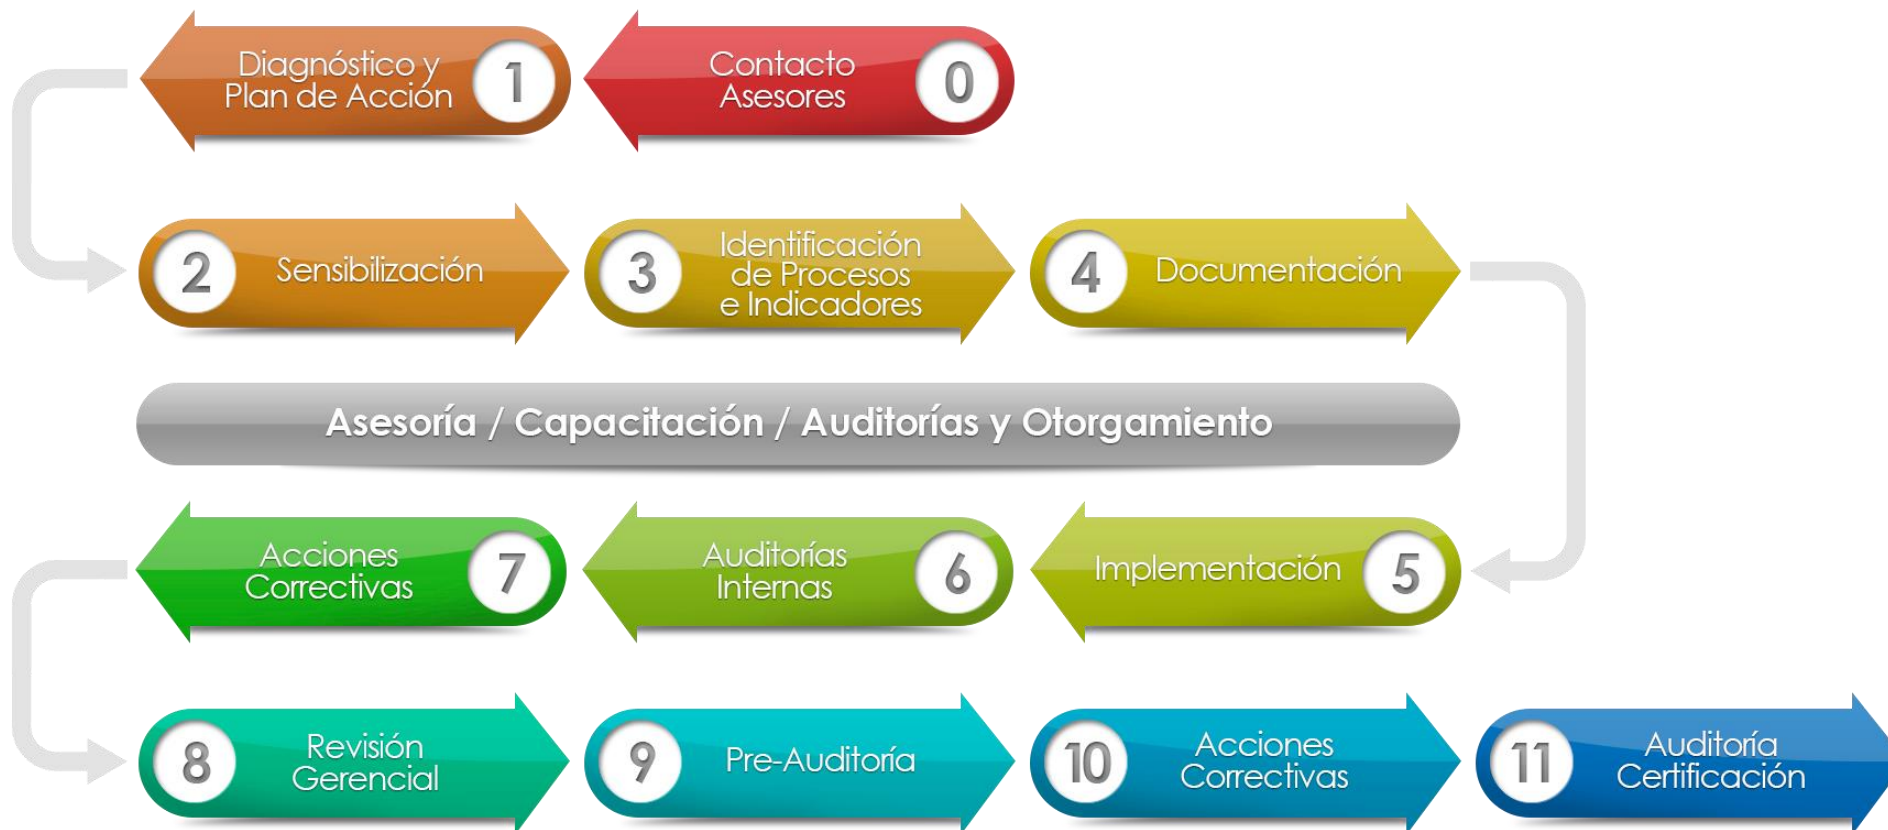 0
Contacto
Asesores
1
Diagnóstico y
Plan de Acción
2
Sensibilización
3
Identificación
de Procesos
e Indicadores
4
Documentación
Asesoría / Capacitación / Auditorías y Otorgamiento
5
Implementación
6
Auditorías
Internas
7
Acciones
Correctivas
8
Revisión
Gerencial
9
Pre-Auditoría
10
Acciones
Correctivas
11
Auditoría
Certificación